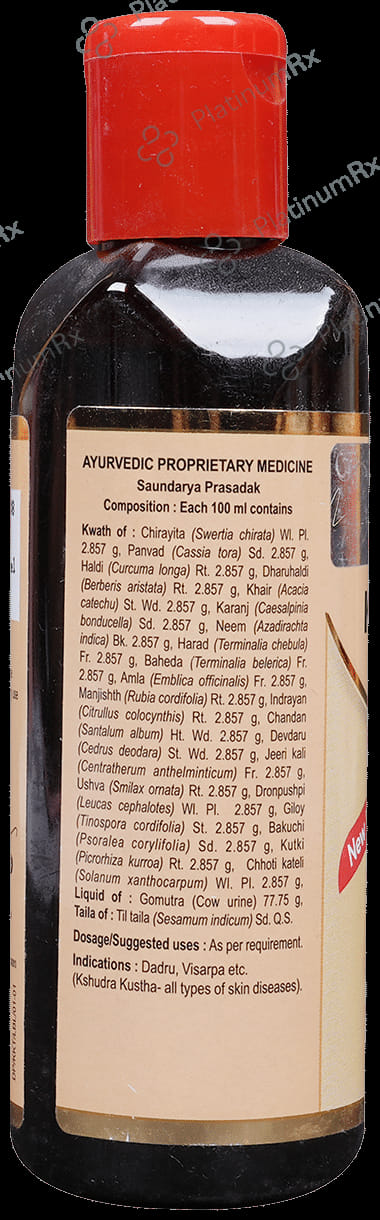 PlatinumRx
PlatinumRx
PlatinumRx
PlatinumRx
PlatinumRx
AYURVEDIC PROPRIETARY MEDICINE
Saundarya Prasadak
Composition : Each 100 ml contains
Kwath of : Chirayita (Swertia chirata) Wl. Pl.
2.857 g, Panvad (Cassia tora) Sd. 2.857 g,
Haldi (Curcuma longa) Rt. 2.857 g, Dharuhaldi
(Berberis aristata) Rt. 2.857 g, Khair (Acacia
catechu) St. Wd. 2.857 g, Karanj (Caesalpinia
bonducella) Sd. 2.857 g, Neem (Azadirachta
indica) Bk. 2.857 g, Harad (Terminalia chebula)
Fr. 2.857 g, Baheda (Terminalia belerica) Fr.
2.857 g, Amla (Emblica officinalis) Fr. 2.857 g,
Manjishth (Rubia cordifolia) Rt. 2.857 g, Indrayan
(Citrullus colocynthis) Rt. 2.857 g, Chandan
(Santalum album) Ht. Wd. 2.857 g, Devdaru
(Cedrus deodara) St. Wd. 2.857 g, Jeeri kali
(Centratherum anthelminticum) Fr. 2.857 g,
Ushva (Smilax ornata) Rt. 2.857 g, Dronpushpi
(Leucas cephalotes) Wl. Pl. 2.857 g, Giloy
(Tinospora cordifolia) St. 2.857 g, Bakuchi
(Psoralea corylifolia) Sd. 2.857 g, Kutki
(Picrorhiza kurroa) Rt. 2.857 g, Chhoti kateli
(Solanum xanthocarpum) Wl. Pl. 2.857 g,
Liquid of : Gomutra (Cow urine) 77.75 g,
Taila of : Til taila (Sesamum indicum) Sd. Q.S.
Dosage/Suggested uses : As per requirement.
Indications : Dadru, Visarpa etc.
(Kshudra Kustha- all types of skin diseases).
New